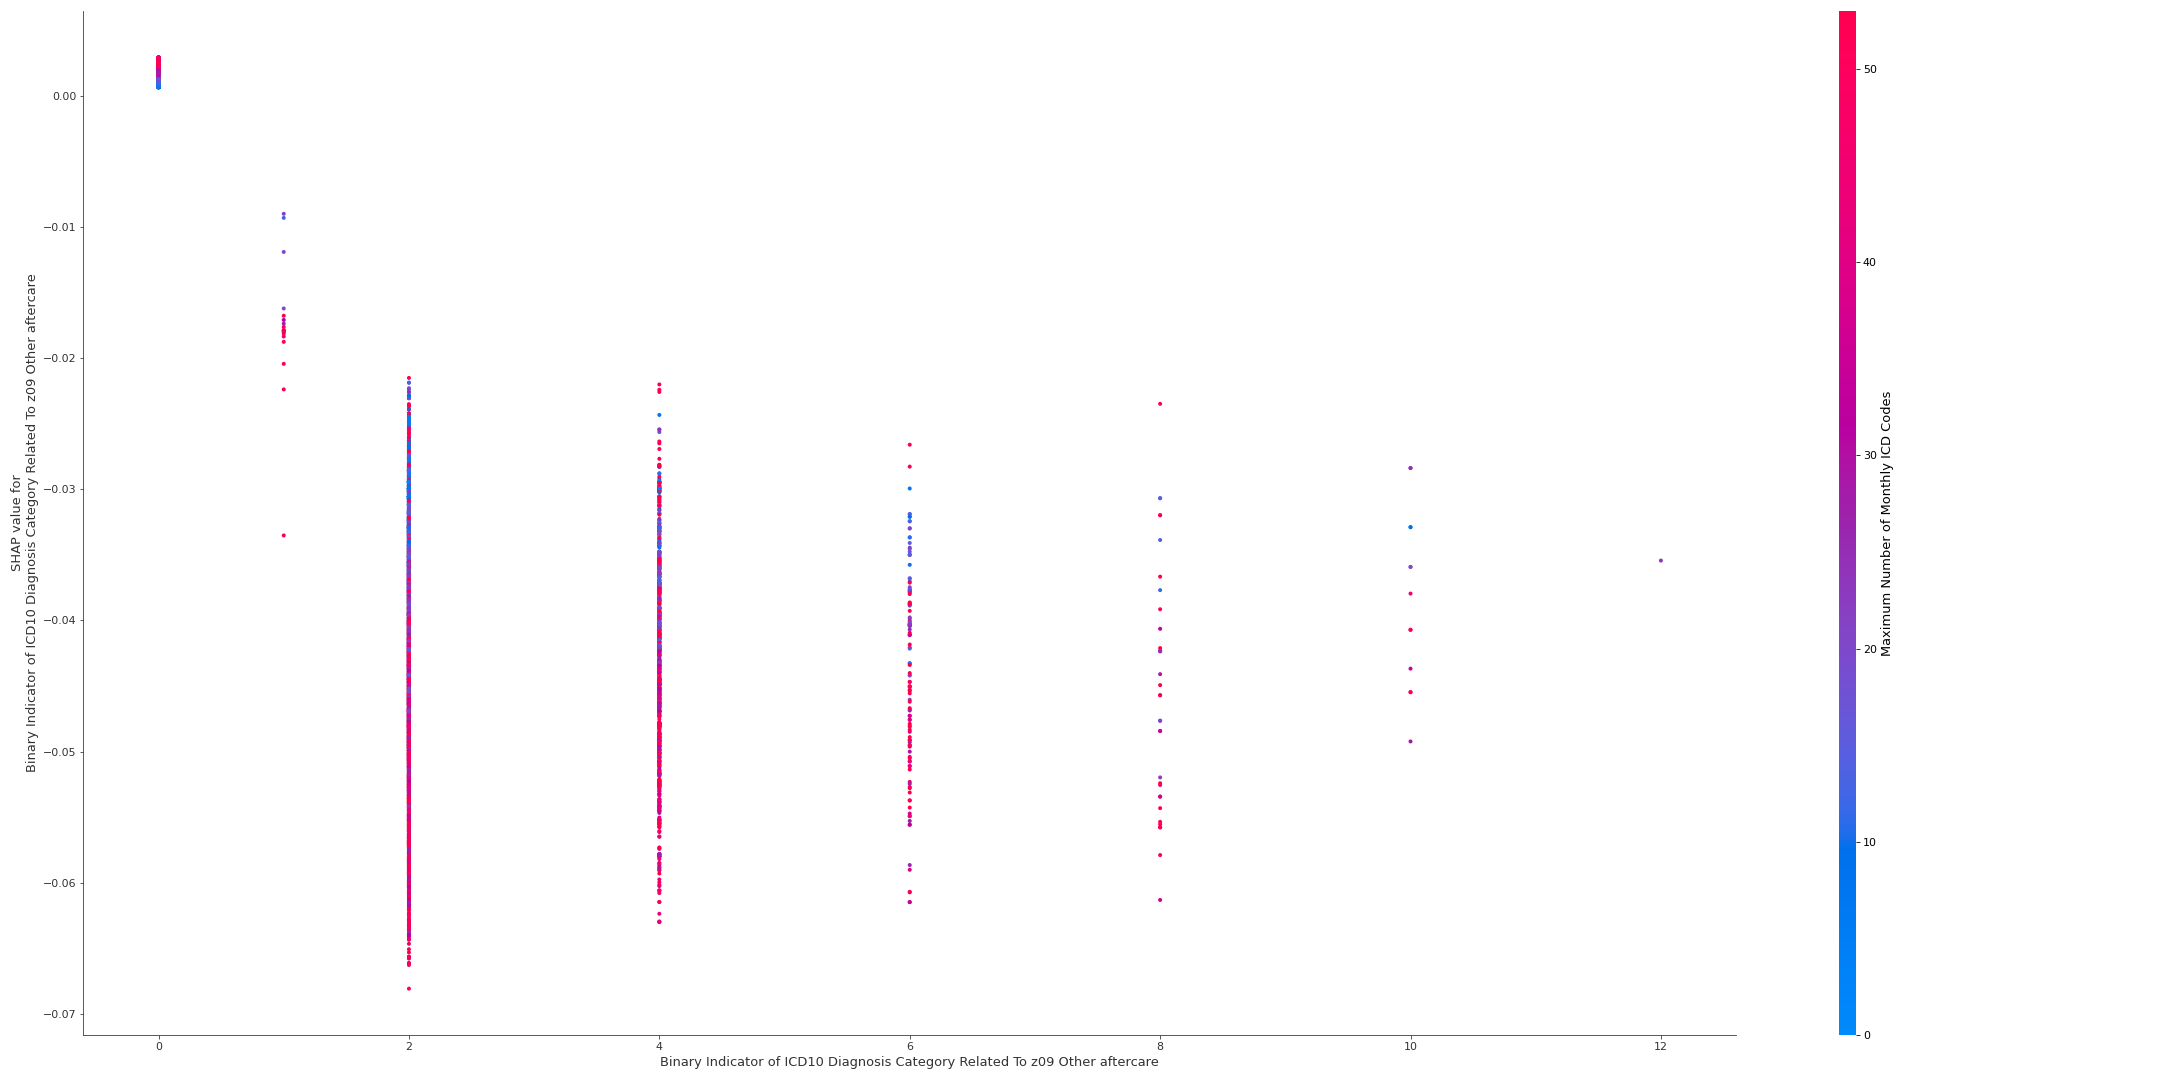 SHAP value for
Binary Indicator of ICD10 Diagnosis Category Related To z09 Other aftercare
0.00
−0.01
−0.02
−0.03
−0.04
−0.05
−0.06
−0.07
0 2 4 6 8 10 12
Binary Indicator of ICD10 Diagnosis Category Related To z09 Other aftercare
50
40
30
20
10
0
Maximum Number of Monthly ICD Codes